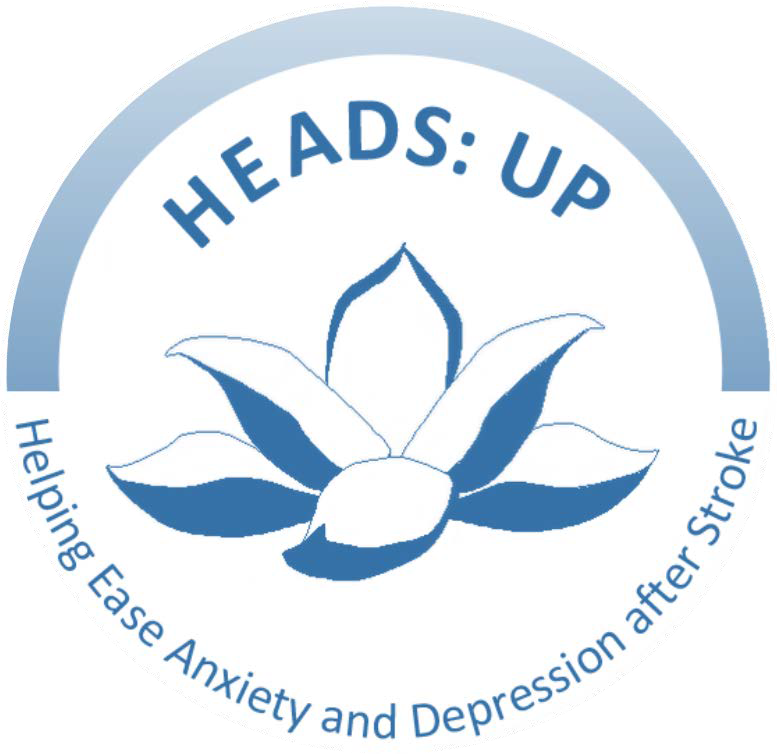 HEADS: UP
Helping Ease Anxiety and Depression after Stroke